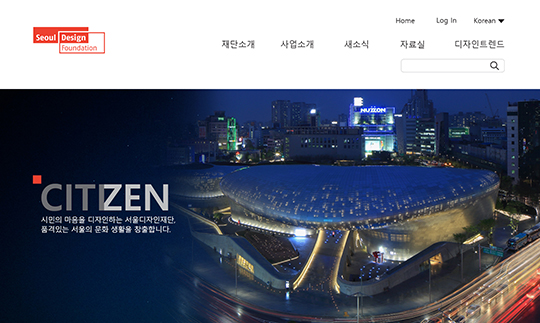 Home Log In Korean
Seoul Design
Foundation
재단소개 사업소개 새소식 자료실 디자인트렌드
NUZZON
CITIZEN
시민의 마음을 디자인하는 서울디자인재단,
품격있는 서울의 문화 생활을 창출합니다.